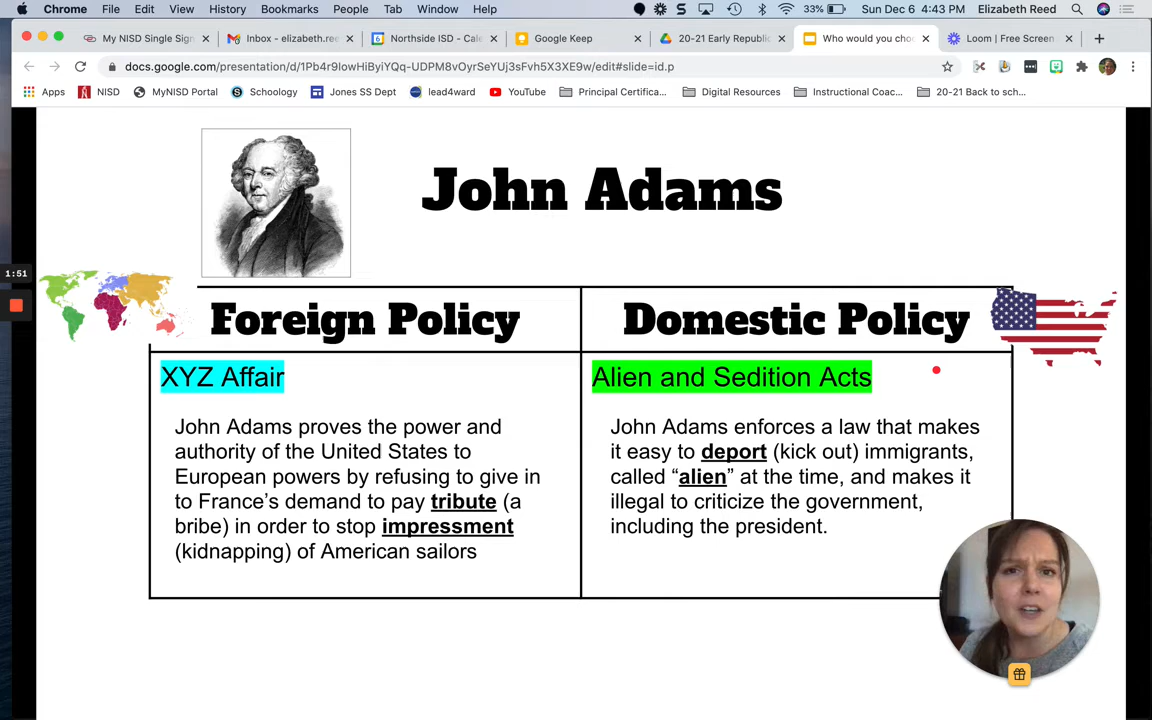 Chrome File Edit View History Bookmarks People Tab Window Help 33% Sun Dec 6 4:43 PM Elizabeth Reed
My NISD Single Sign Inbox - elizabeth.ree Northside ISD - Cale Google Keep 20-21 Early Republi Who would you choo Loom | Free Screen
docs.google.com/presentation/d/1Pb4r9IowHiByiYQq-UDPM8vOyrSeYUj3sFvh5X3XE9w/edit#slide=id.p
Apps NISD MyNISD Portal Schoology Jones SS Dept lead4ward YouTube Principal Certifica... Digital Resources Instructional Coac... 20-21 Back to sch...
John Adams
1:51
Foreign Policy
Domestic Policy
XYZ Affair
John Adams proves the power and
authority of the United States to
European powers by refusing to give in
to France's demand to pay tribute (a
bribe) in order to stop impressment
(kidnapping) of American sailors
Alien and Sedition Acts
John Adams enforces a law that makes
it easy to deport (kick out) immigrants,
called “alien” at the time, and makes it
illegal to criticize the government,
including the president.